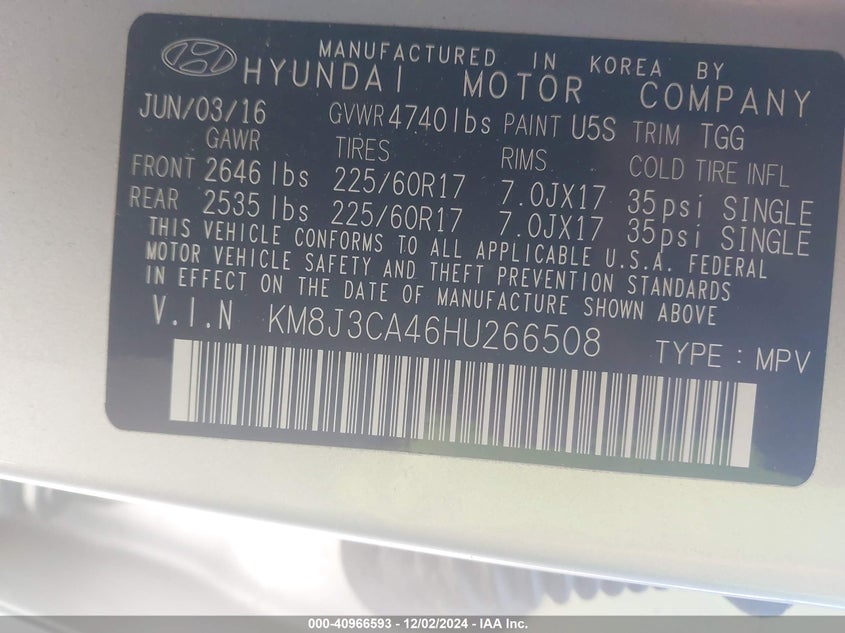 MANUFACTURED IN KOREA BY
HYUNDAI MOTOR COMPANY
JUN/03/16 GVWR 4740lbs PAINT U5S TRIM TGG
GAWR TIRES RIMS COLD TIRE INFL
FRONT 2646 lbs 225/60R17 7.0JX17 35psi SINGLE
REAR 2535 lbs 225/60R17 7.0JX17 35psi SINGLE
THIS VEHICLE CONFORMS TO ALL APPLICABLE U.S.A. FEDERAL
MOTOR VEHICLE SAFETY AND THEFT PREVENTION STANDARDS
IN EFFECT ON THE DATE OF MANUFACTURE SHOWN ABOVE
V.I.N KM8J3CA46HU266508 TYPE : MPV
000-40966593 - 12/02/2024 - IAA Inc.